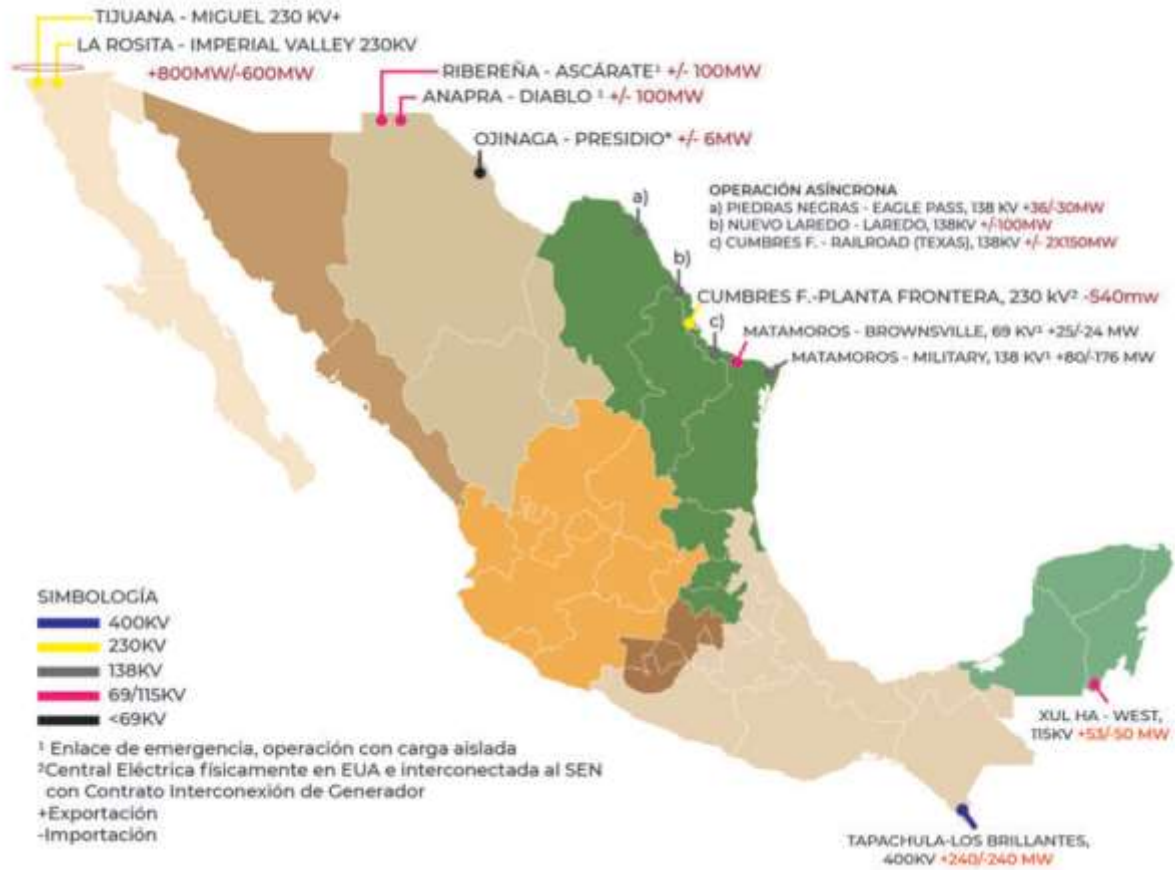 TIJUANA - MIGUEL 230 KV+
LA ROSITA - IMPERIAL VALLEY 230KV
+800MW/-600MW
RIBEREÑA - ASCÁRATE¹ +/- 100MW
ANAPRA - DIABLO ¹ +/- 100MW
OJINAGA - PRESIDIO* +/- 6MW
OPERACIÓN ASÍNCRONA
a) PIEDRAS NEGRAS - EAGLE PASS, 138 KV +36/-30MW
b) NUEVO LAREDO - LAREDO, 138KV +/-100MW
c) CUMBRES F. - RAILROAD (TEXAS), 138KV +/- 2X150MW
a)
b)
CUMBRES F.-PLANTA FRONTERA, 230 kV² -540mw
c)
MATAMOROS - BROWNSVILLE, 69 KV¹ +25/-24 MW
MATAMOROS - MILITARY, 138 KV¹ +80/-176 MW
SIMBOLOGÍA
400KV
230KV
138KV
69/115KV
<69KV
¹ Enlace de emergencia, operación con carga aislada
²Central Eléctrica físicamente en EUA e interconectada al SEN
con Contrato Interconexión de Generador
+Exportación
-Importación
XUL HA - WEST,
115KV +53/-50 MW
TAPACHULA-LOS BRILLANTES,
400KV +240/-240 MW